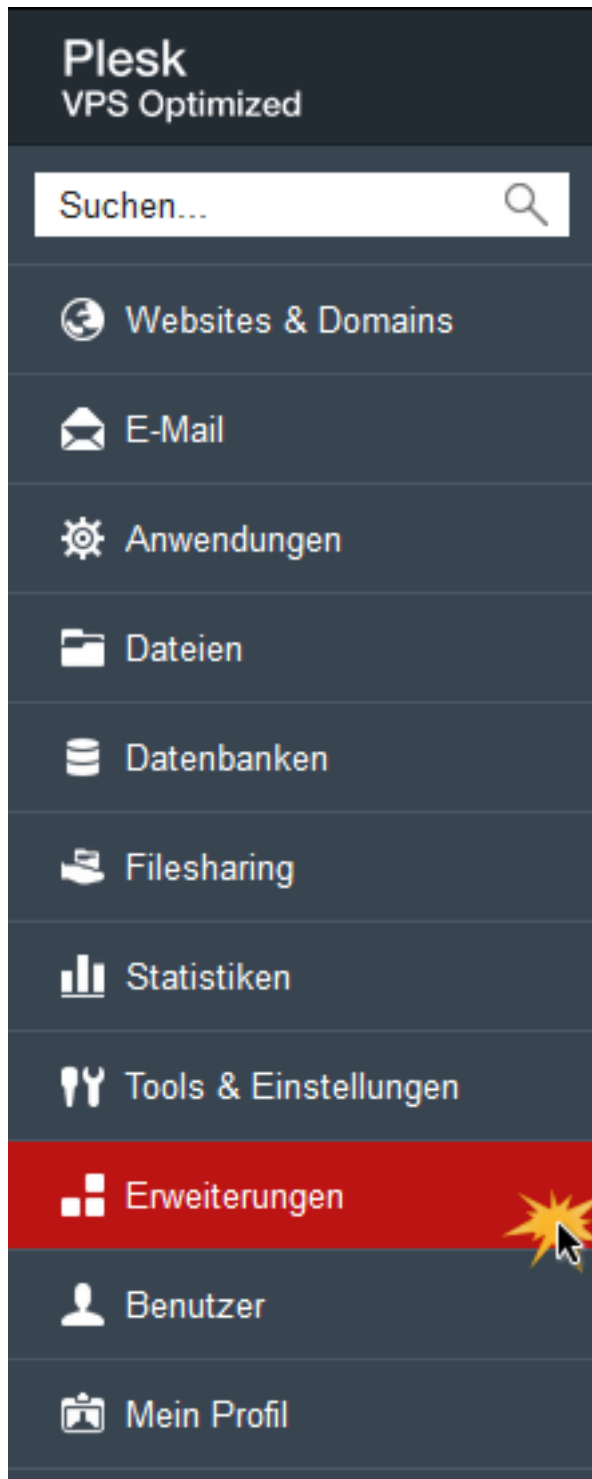 Plesk
VPS Optimized
Suchen...
Websites & Domains
E-Mail
Anwendungen
Dateien
Datenbanken
Filesharing
Statistiken
Tools & Einstellungen
Erweiterungen
Benutzer
Mein Profil